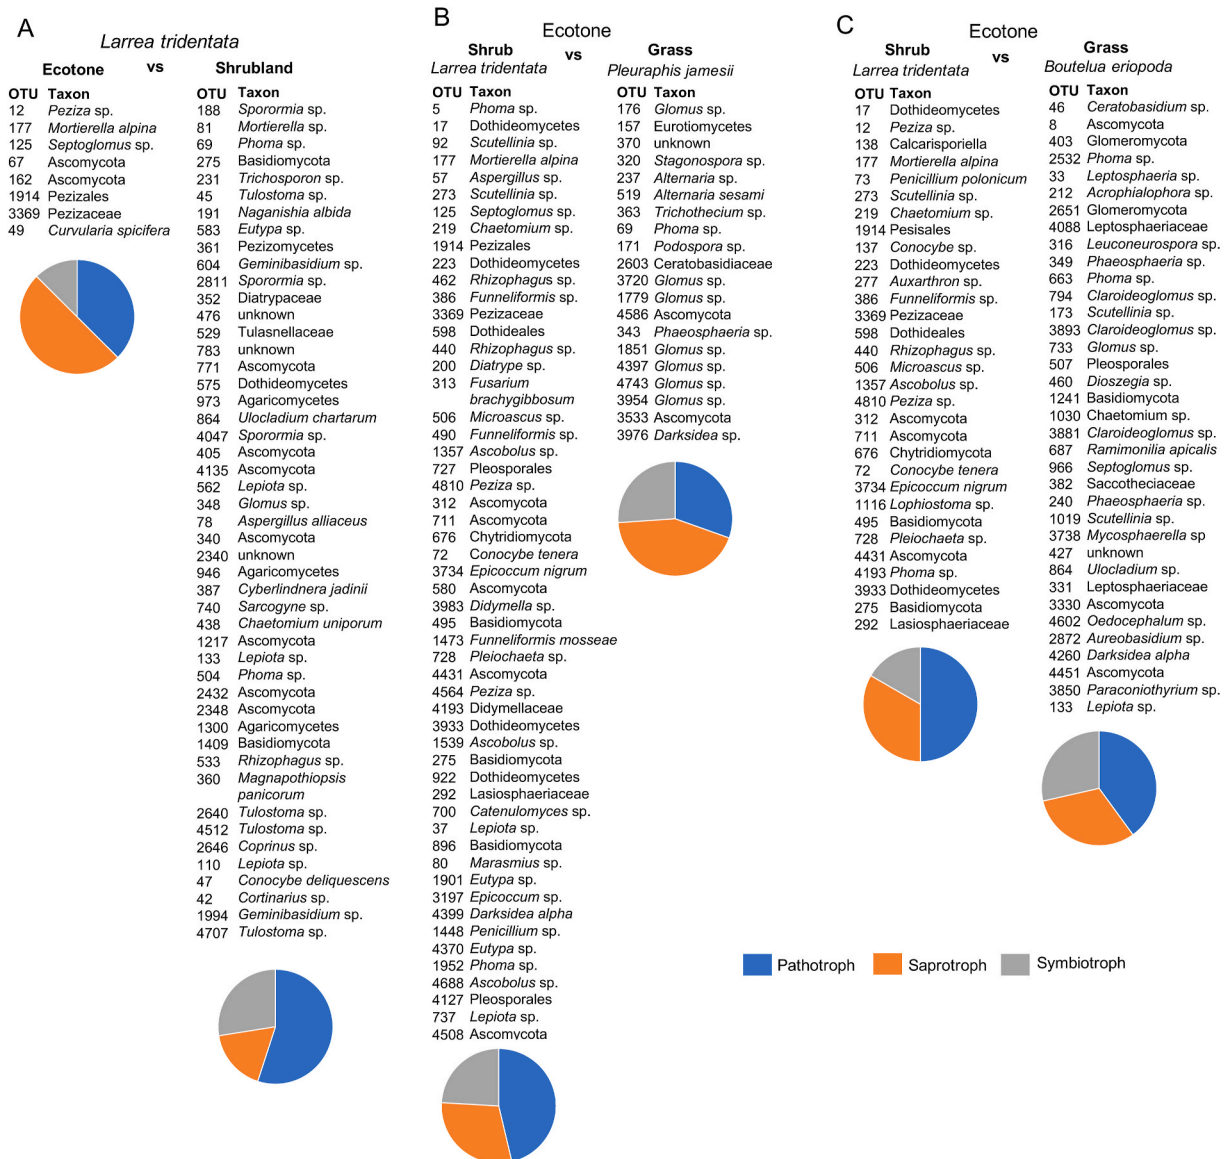 A
Larrea tridentata
Ecotone vs Shrubland
OTU Taxon
12 Peziza sp.
177 Mortierella alpina
125 Septoglomus sp.
67 Ascomycota
162 Ascomycota
1914 Pezizales
3369 Pezizaceae
49 Curvularia spicifera
OTU Taxon
188 Sporormia sp.
81 Mortierella sp.
69 Phoma sp.
275 Basidiomycota
231 Trichosporon sp.
45 Tulostoma sp.
191 Naganishia albida
583 Eutypa sp.
361 Pezizomycetes
604 Geminibasidium sp.
2811 Sporormia sp.
352 Diatrypaceae
476 unknown
529 Tulasnellaceae
783 unknown
771 Ascomycota
575 Dothideomycetes
973 Agaricomycetes
864 Ulocladium chartarum
4047 Sporormia sp.
405 Ascomycota
4135 Ascomycota
562 Lepiota sp.
348 Glomus sp.
78 Aspergillus alliaceus
340 Ascomycota
2340 unknown
946 Agaricomycetes
387 Cyberlindnera jadinii
740 Sarcogyne sp.
438 Chaetomium uniporum
1217 Ascomycota
133 Lepiota sp.
504 Phoma sp.
2432 Ascomycota
2348 Ascomycota
1300 Agaricomycetes
1409 Basidiomycota
533 Rhizophagus sp.
360 Magnapothiopsis
panicorum
2640 Tulostoma sp.
4512 Tulostoma sp.
2646 Coprinus sp.
110 Lepiota sp.
47 Conocybe deliquescens
42 Cortinarius sp.
1994 Geminibasidium sp.
4707 Tulostoma sp.
B
Ecotone
Shrub vs Grass
Larrea tridentata Pleuraphis jamesii
OTU Taxon
5 Phoma sp.
17 Dothideomycetes
92 Scutellinia sp.
177 Mortierella alpina
57 Aspergillus sp.
273 Scutellinia sp.
125 Septoglomus sp.
219 Chaetomium sp.
1914 Pezizales
223 Dothideomycetes
462 Rhizophagus sp.
386 Funneliformis sp.
3369 Pezizaceae
598 Dothideales
440 Rhizophagus sp.
200 Diatrype sp.
313 Fusarium
brachygibbosum
506 Microascus sp.
490 Funneliformis sp.
1357 Ascobolus sp.
727 Pleosporales
4810 Peziza sp.
312 Ascomycota
711 Ascomycota
676 Chytridiomycota
72 Conocybe tenera
3734 Epicoccum nigrum
580 Ascomycota
3983 Didymella sp.
495 Basidiomycota
1473 Funneliformis mosseae
728 Pleiochaeta sp.
4431 Ascomycota
4564 Peziza sp.
4193 Didymellaceae
3933 Dothideomycetes
1539 Ascobolus sp.
275 Basidiomycota
922 Dothideomycetes
292 Lasiosphaeriaceae
700 Catenulomyces sp.
37 Lepiota sp.
896 Basidiomycota
80 Marasmius sp.
1901 Eutypa sp.
3197 Epicoccum sp.
4399 Darksidea alpha
1448 Penicillium sp.
4370 Eutypa sp.
1952 Phoma sp.
4688 Ascobolus sp.
4127 Pleosporales
737 Lepiota sp.
4508 Ascomycota
OTU Taxon
176 Glomus sp.
157 Eurotiomycetes
370 unknown
320 Stagonospora sp.
237 Alternaria sp.
519 Alternaria sesami
363 Trichothecium sp.
69 Phoma sp.
171 Podospora sp.
2603 Ceratobasidiaceae
3720 Glomus sp.
1779 Glomus sp.
4586 Ascomycota
343 Phaeosphaeria sp.
1851 Glomus sp.
4397 Glomus sp.
4743 Glomus sp.
3954 Glomus sp.
3533 Ascomycota
3976 Darksidea sp.
C
Ecotone
Shrub vs Grass
Larrea tridentata Boutelua eriopoda
OTU Taxon
17 Dothideomycetes
12 Peziza sp.
138 Calcarisporiella
177 Mortierella alpina
73 Penicillium polonicum
273 Scutellinia sp.
219 Chaetomium sp.
1914 Pesisales
137 Conocybe sp.
223 Dothideomycetes
277 Auxarthron sp.
386 Funneliformis sp.
3369 Pezizaceae
598 Dothideales
440 Rhizophagus sp.
506 Microascus sp.
1357 Ascobolus sp.
4810 Peziza sp.
312 Ascomycota
711 Ascomycota
676 Chytridiomycota
72 Conocybe tenera
3734 Epicoccum nigrum
1116 Lophiostoma sp.
495 Basidiomycota
728 Pleiochaeta sp.
4431 Ascomycota
4193 Phoma sp.
3933 Dothideomycetes
275 Basidiomycota
292 Lasiosphaeriaceae
OTU Taxon
46 Ceratobasidium sp.
8 Ascomycota
403 Glomeromycota
2532 Phoma sp.
33 Leptosphaeria sp.
212 Acrophialophora sp.
2651 Glomeromycota
4088 Leptosphaeriaceae
316 Leuconeurospora sp.
349 Phaeosphaeria sp.
663 Phoma sp.
794 Claroideoglomus sp.
173 Scutellinia sp.
3893 Claroideoglomus sp.
733 Glomus sp.
507 Pleosporales
460 Dioszegia sp.
1241 Basidiomycota
1030 Chaetomium sp.
3881 Claroideoglomus sp.
687 Ramimonilia apicalis
966 Septoglomus sp.
382 Saccotheciaceae
240 Phaeosphaeria sp.
1019 Scutellinia sp.
3738 Mycosphaerella sp
427 unknown
864 Ulocladium sp.
331 Leptosphaeriaceae
3330 Ascomycota
4602 Oedocephalum sp.
2872 Aureobasidium sp.
4260 Darksidea alpha
4451 Ascomycota
3850 Paraconiothyrium sp.
133 Lepiota sp.
Pathotroph Saprotroph Symbiotroph